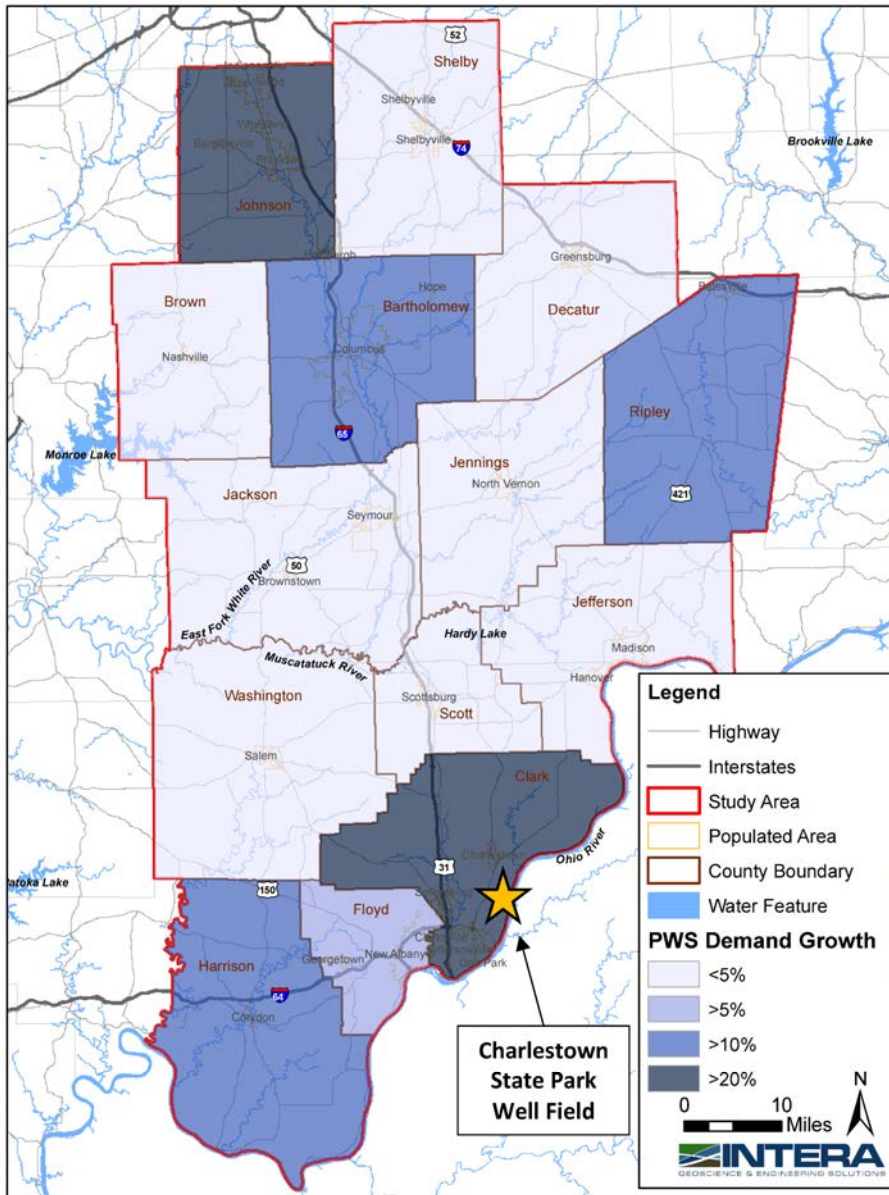 52
Shelby
Shelbyville
Shelbyville
74
Brookville Lake
Johnson
Greensburg
Brown
Hope
Bartholomew
Decatur
Nashville
Columbus
65
Ripley
Monroe Lake
Jennings
North Vernon
421
Jackson
Seymour
50
Brownstown
East Fork White River
Jefferson
Hardy Lake
Muscatatuck River
Madison
Hanover
Washington
Scottsburg
Scott
Salem
Clark
31
Ohio River
150
Floyd
Georgetown
New Albany
Harrison
64
Corydon
Charlestown
State Park
Well Field
Legend
Highway
Interstates
Study Area
Populated Area
County Boundary
Water Feature
PWS Demand Growth
<5%
>5%
>10%
>20%
N
0 10
Miles
INTERA
GEOSCIENCE & ENGINEERING SOLUTIONS